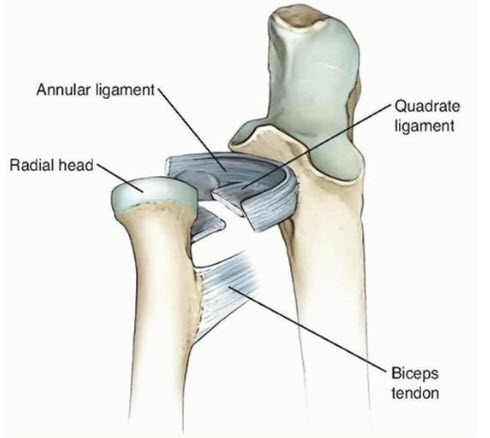 Annular ligament
Quadrate
ligament
Radial head
Biceps
tendon